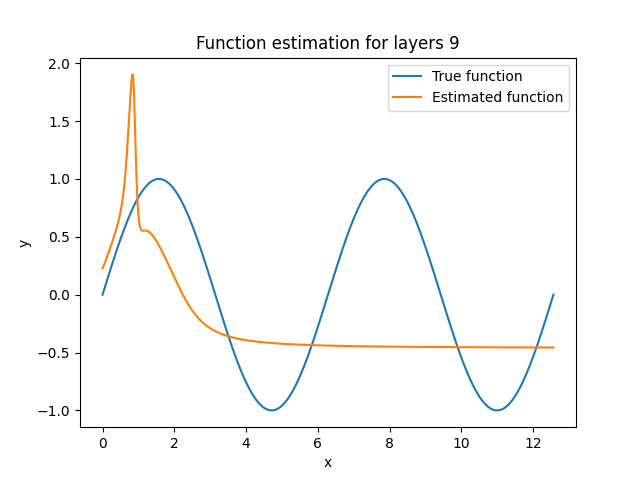 Function estimation for layers 9
True function
Estimated function
y
2.0
1.5
1.0
0.5
0.0
−0.5
−1.0
0 2 4 6 8 10 12
x